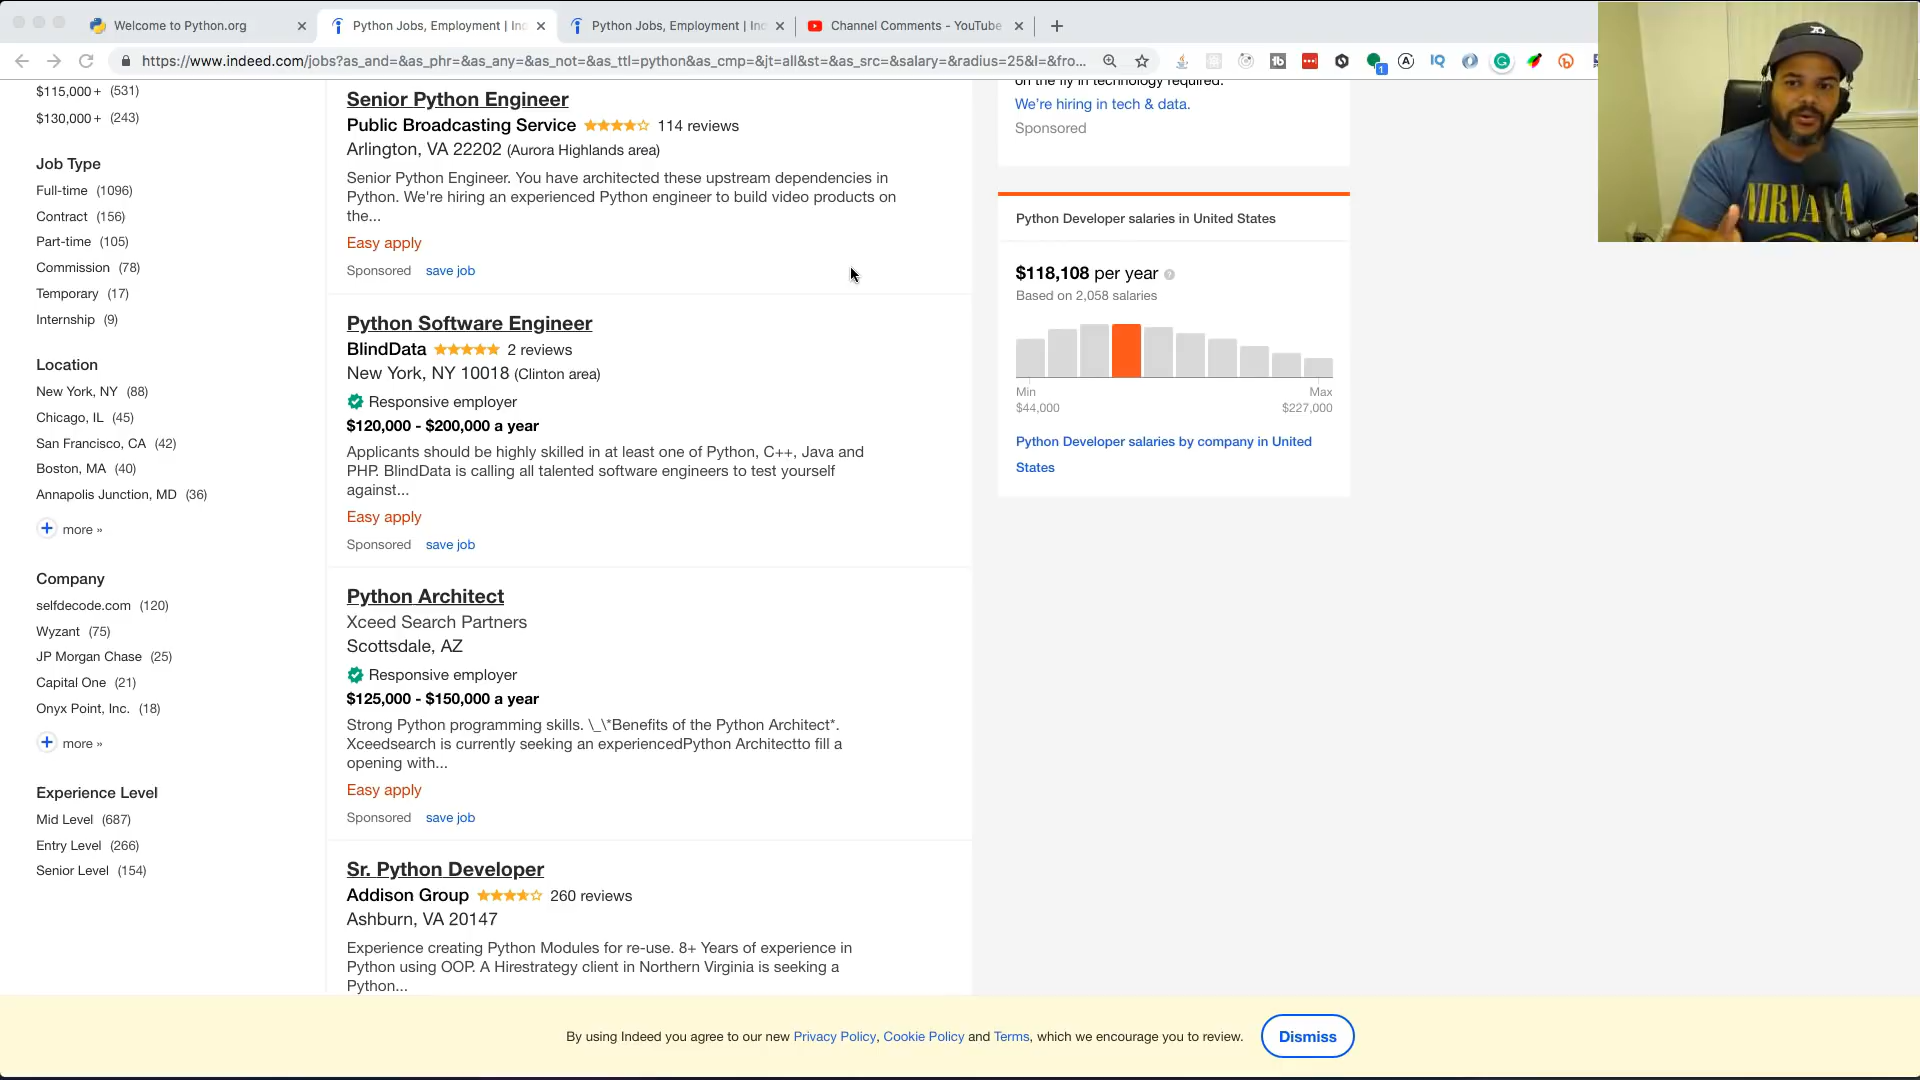 Welcome to Python.org
Python Jobs, Employment | In
Python Jobs, Employment | In
Channel Comments - YouTube
https://www.indeed.com/jobs?as_and=&as_phr=&as_any=&as_not=&as_ttl=python&as_cmp=&jt=all&st=&as_src=&salary=&radius=25&l=&fro...
$115,000+ (531)
$130,000+ (243)
Job Type
Full-time (1096)
Contract (156)
Part-time (105)
Commission (78)
Temporary (17)
Internship (9)
Location
New York, NY (88)
Chicago, IL (45)
San Francisco, CA (42)
Boston, MA (40)
Annapolis Junction, MD (36)
more »
Company
selfdecode.com (120)
Wyzant (75)
JP Morgan Chase (25)
Capital One (21)
Onyx Point, Inc. (18)
more »
Experience Level
Mid Level (687)
Entry Level (266)
Senior Level (154)
Senior Python Engineer
Public Broadcasting Service 114 reviews
Arlington, VA 22202 (Aurora Highlands area)
Senior Python Engineer. You have architected these upstream dependencies in
Python. We're hiring an experienced Python engineer to build video products on
the...
Easy apply
Sponsored save job
Python Software Engineer
BlindData 2 reviews
New York, NY 10018 (Clinton area)
Responsive employer
$120,000 - $200,000 a year
Applicants should be highly skilled in at least one of Python, C++, Java and
PHP. BlindData is calling all talented software engineers to test yourself
against...
Easy apply
Sponsored save job
Python Architect
Xceed Search Partners
Scottsdale, AZ
Responsive employer
$125,000 - $150,000 a year
Strong Python programming skills. \_\*Benefits of the Python Architect*.
Xceedsearch is currently seeking an experiencedPython Architectto fill a
opening with...
Easy apply
Sponsored save job
Sr. Python Developer
Addison Group 260 reviews
Ashburn, VA 20147
Experience creating Python Modules for re-use. 8+ Years of experience in
Python using OOP. A Hirestrategy client in Northern Virginia is seeking a
Python...
on the fly in technology required.
We're hiring in tech & data.
Sponsored
Python Developer salaries in United States
$118,108 per year
Based on 2,058 salaries
Min Max
$44,000 $227,000
Python Developer salaries by company in United
States
NIRVANA
By using Indeed you agree to our new Privacy Policy, Cookie Policy and Terms, which we encourage you to review.
Dismiss